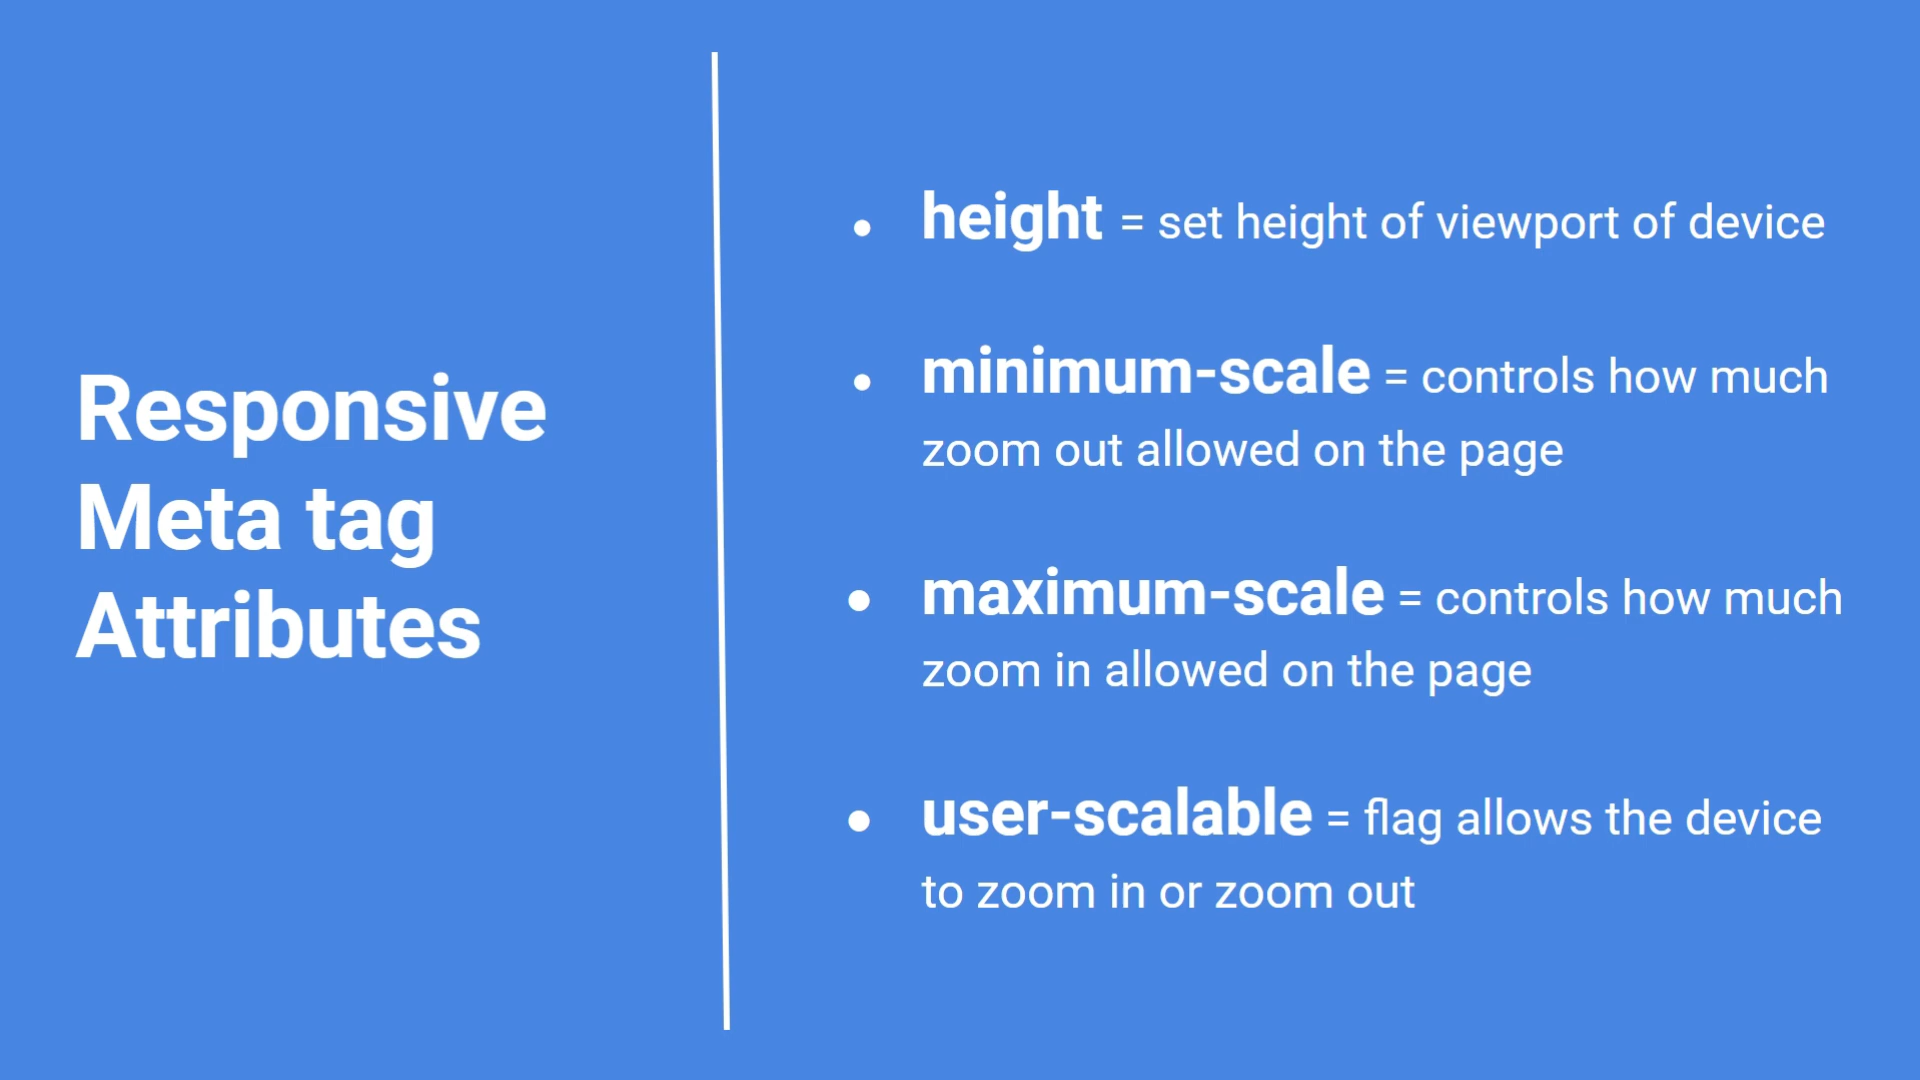 Responsive
Meta tag
Attributes
● height = set height of viewport of device
● minimum-scale = controls how much
zoom out allowed on the page
● maximum-scale = controls how much
zoom in allowed on the page
● user-scalable = flag allows the device
to zoom in or zoom out